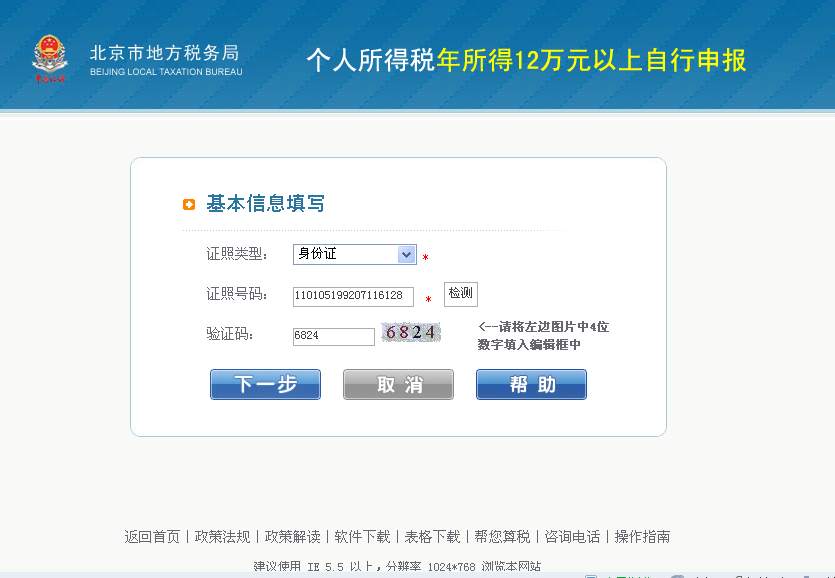 北京市地方税务局
BEIJING LOCAL TAXATION BUREAU
个人所得税年所得12万元以上自行申报
基本信息填写
证照类型： 身份证 *
证照号码： 110105199207116128 * 检测
验证码： 6824 6824 <--请将左边图片中4位
数字填入编辑框中
下一步 取 消 帮 助
返回首页 | 政策法规 | 政策解读 | 软件下载 | 表格下载 | 帮您算税 | 咨询电话 | 操作指南
建议使用 IE 5.5 以上，分辨率 1024*768 浏览本网站